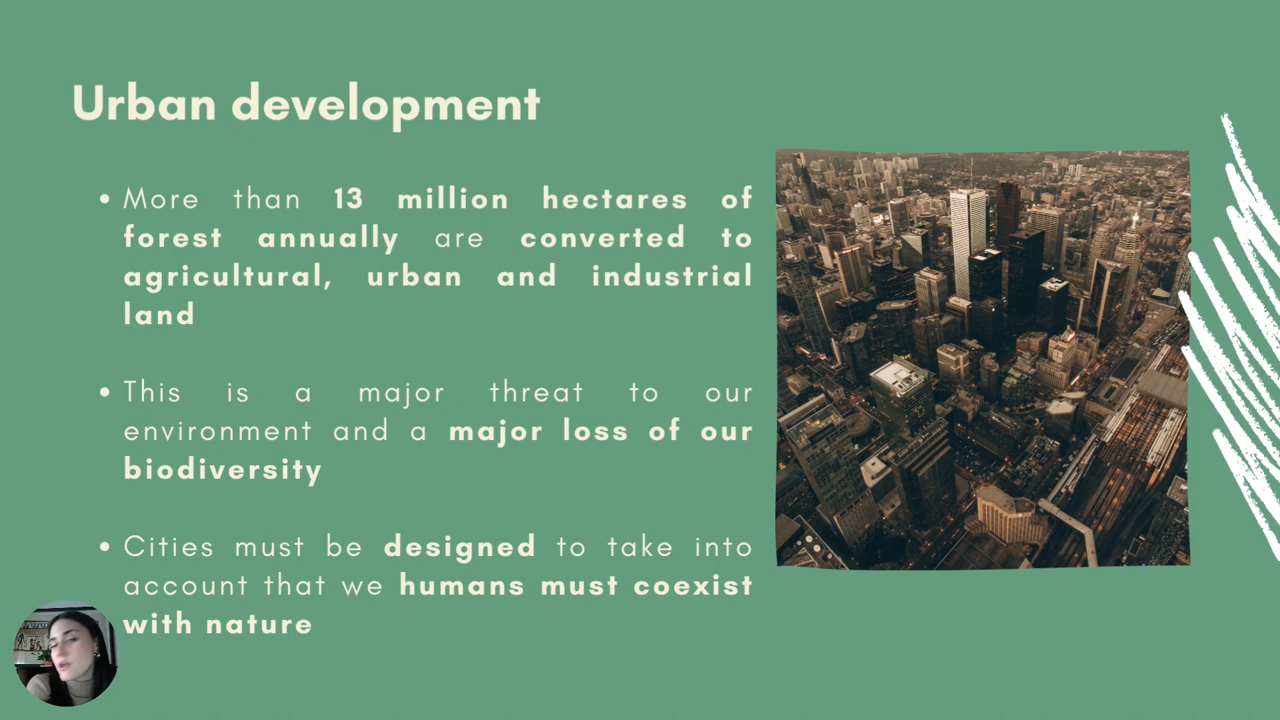 Urban development
• More than 13 million hectares of
forest annually are converted to
agricultural, urban and industrial
land
• This is a major threat to our
environment and a major loss of our
biodiversity
• Cities must be designed to take into
account that we humans must coexist
with nature